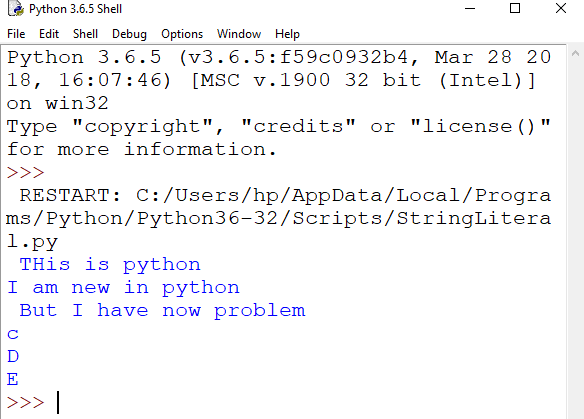 Python 3.6.5 Shell
File Edit Shell Debug Options Window Help
Python 3.6.5 (v3.6.5:f59c0932b4, Mar 28 20
18, 16:07:46) [MSC v.1900 32 bit (Intel)]
on win32
Type "copyright", "credits" or "license()"
for more information.
>>>
 RESTART: C:/Users/hp/AppData/Local/Progra
ms/Python/Python36-32/Scripts/StringLitera
l.py
 THis is python
I am new in python
 But I have now problem
c
D
E
>>>